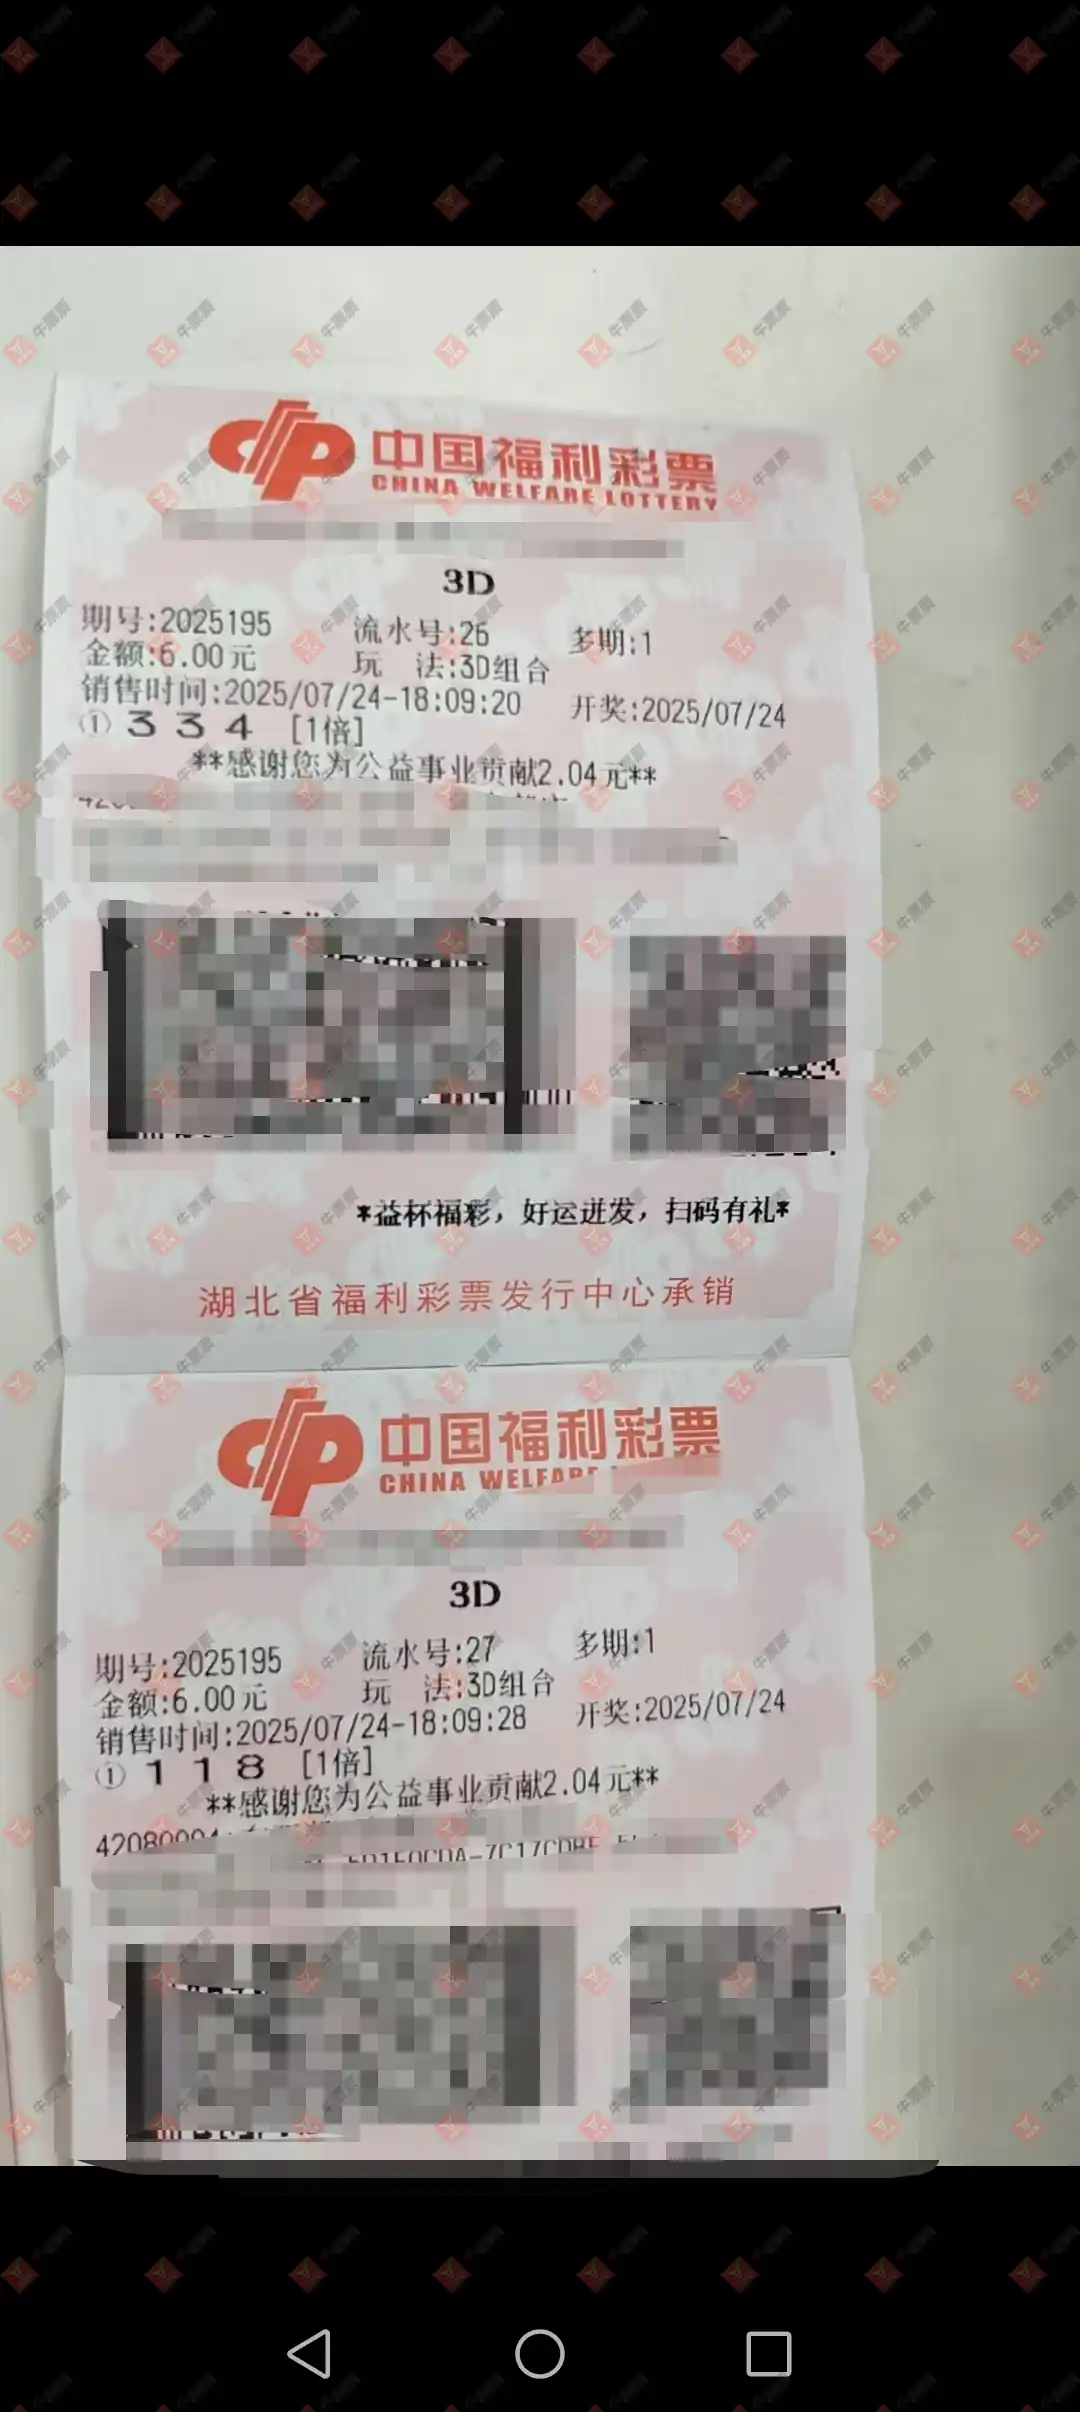 中国福利彩票
CHINA WELFARE LOTTERY
3D
期号:2025195 流水号:26 多期:1
金额:6.00元 玩 法:3D组合
销售时间:2025/07/24-18:09:20 开奖:2025/07/24
① 3 3 4 [1倍]
**感谢您为公益事业贡献2.04元**
*益杯福彩，好运迸发，扫码有礼*
湖北省福利彩票发行中心承销
中国福利彩票
CHINA WELFARE
3D
期号:2025195 流水号:27 多期:1
金额:6.00元 玩 法:3D组合
销售时间:2025/07/24-18:09:28 开奖:2025/07/24
① 1 1 8 [1倍]
**感谢您为公益事业贡献2.04元**
牛票票